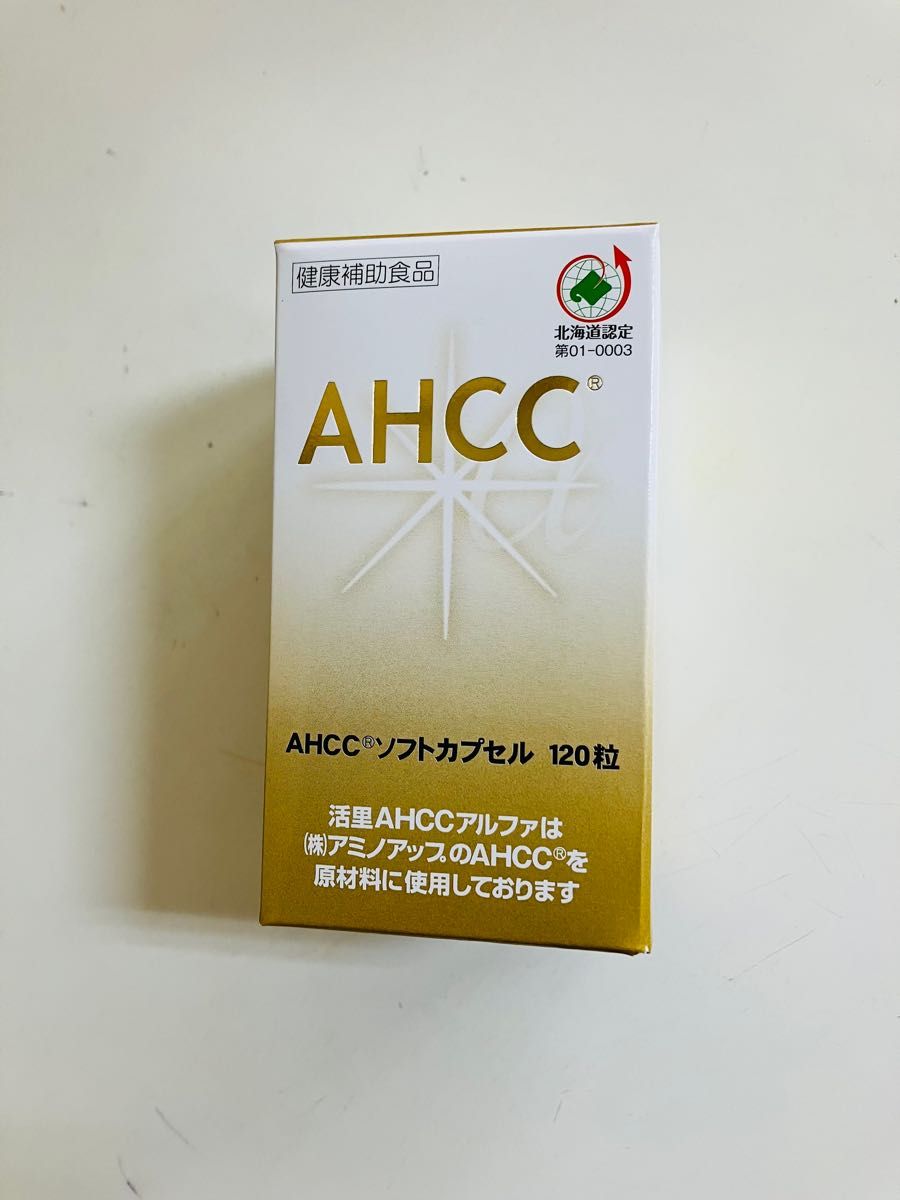 健康補助食品
北海道認定
第01-0003
AHCC®
α
AHCC®ソフトカプセル 120粒
活里AHCCアルファは
(株)アミノアップのAHCC®を
原材料に使用しております